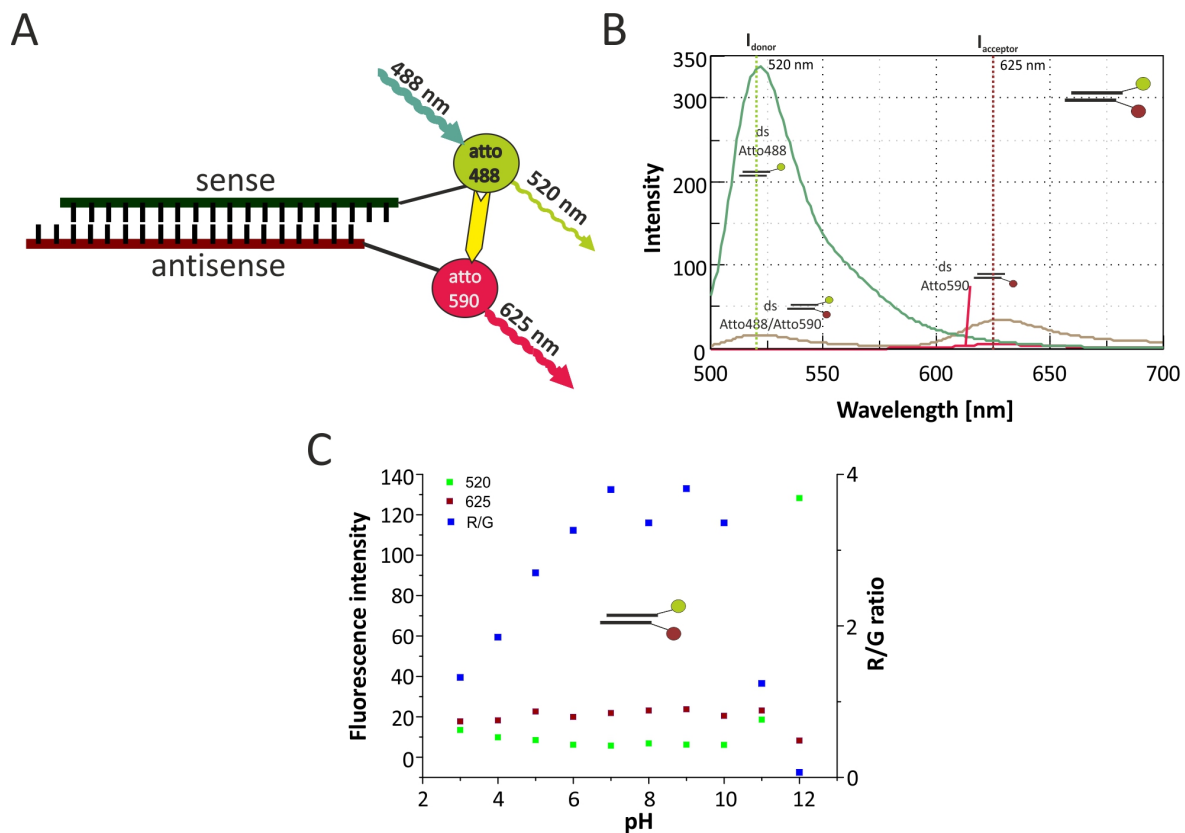 A
488 nm
atto
488
520 nm
sense
antisense
atto
590
625 nm
B
I donor
520 nm
I acceptor
625 nm
350
300
200
100
0
Intensity
ds
Atto488
ds
Atto590
ds
Atto488/Atto590
500
550
600
650
700
Wavelength [nm]
C
140
120
100
80
60
40
20
0
Fluorescence intensity
520
625
R/G
4
2
0
R/G ratio
2
4
6
8
10
12
pH